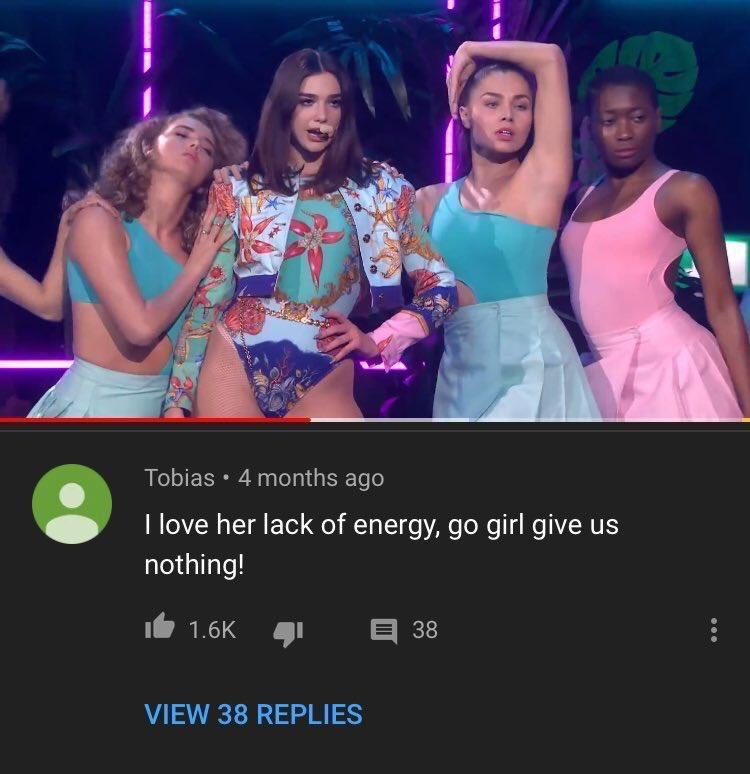 Tobias • 4 months ago
I love her lack of energy, go girl give us
nothing!
1.6K
38
VIEW 38 REPLIES